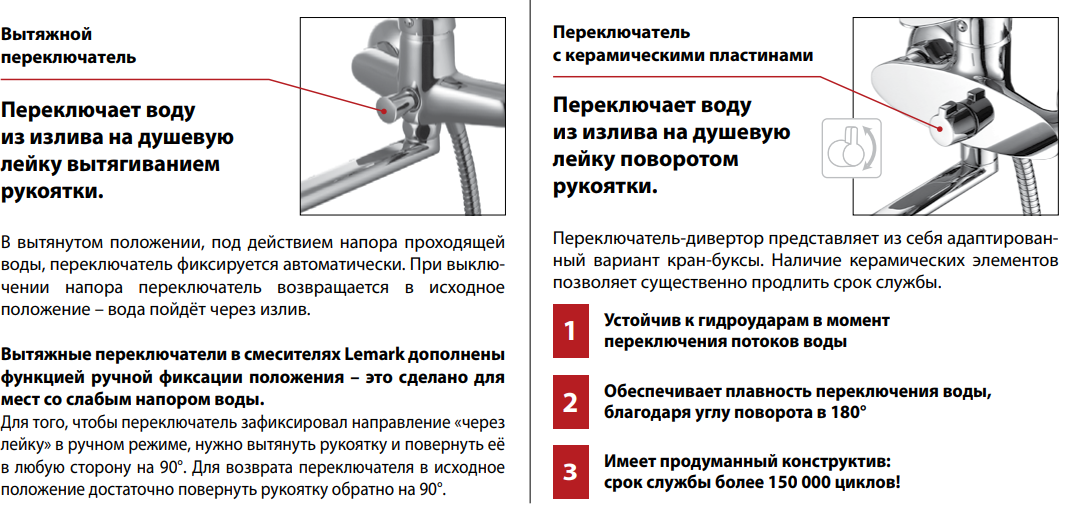 Вытяжной
переключатель
Переключает воду
из излива на душевую
лейку вытягиванием
рукоятки.
В вытянутом положении, под действием напора проходящей
воды, переключатель фиксируется автоматически. При выклю-
чении напора переключатель возвращается в исходное
положение – вода пойдёт через излив.
Вытяжные переключатели в смесителях Lemark дополнены
функцией ручной фиксации положения – это сделано для
мест со слабым напором воды.
Для того, чтобы переключатель зафиксировал направление «через
лейку» в ручном режиме, нужно вытянуть рукоятку и повернуть её
в любую сторону на 90°. Для возврата переключателя в исходное
положение достаточно повернуть рукоятку обратно на 90°.
Переключатель
с керамическими пластинами
Переключает воду
из излива на душевую
лейку поворотом
рукоятки.
Переключатель-дивертор представляет из себя адаптирован-
ный вариант кран-буксы. Наличие керамических элементов
позволяет существенно продлить срок службы.
1
Устойчив к гидроударам в момент
переключения потоков воды
2
Обеспечивает плавность переключения воды,
благодаря углу поворота в 180°
3
Имеет продуманный конструктив:
срок службы более 150 000 циклов!